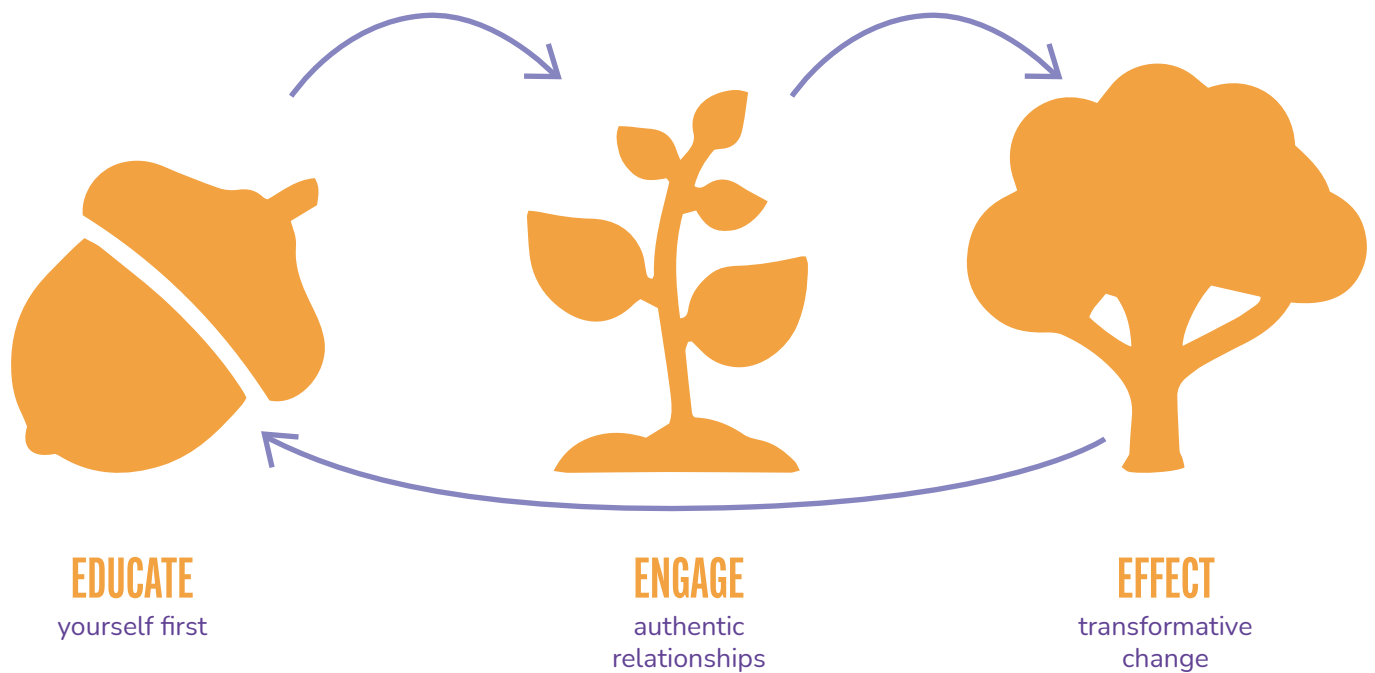 EDUCATE
yourself first
ENGAGE
authentic
relationships
EFFECT
transformative
change